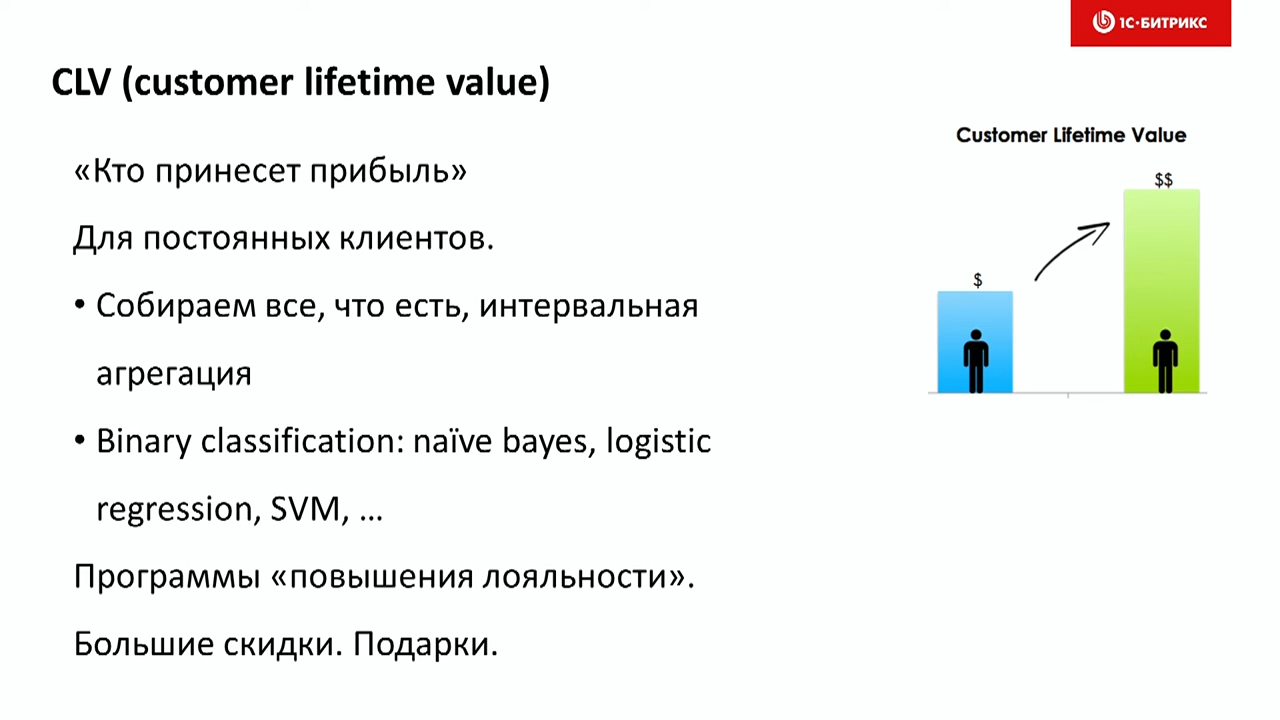 1С·БИТРИКС
CLV (customer lifetime value)
«Кто принесет прибыль»
Для постоянных клиентов.
• Собираем все, что есть, интервальная
агрегация
• Binary classification: naïve bayes, logistic
regression, SVM, ...
Программы «повышения лояльности».
Большие скидки. Подарки.
Customer Lifetime Value
$$
$